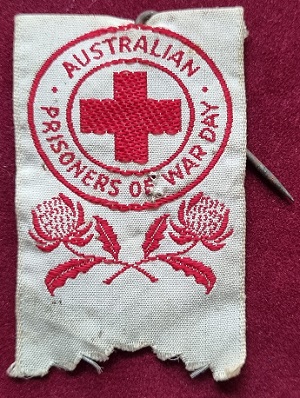 · AUSTRALIAN ·
PRISONERS OF WAR DAY